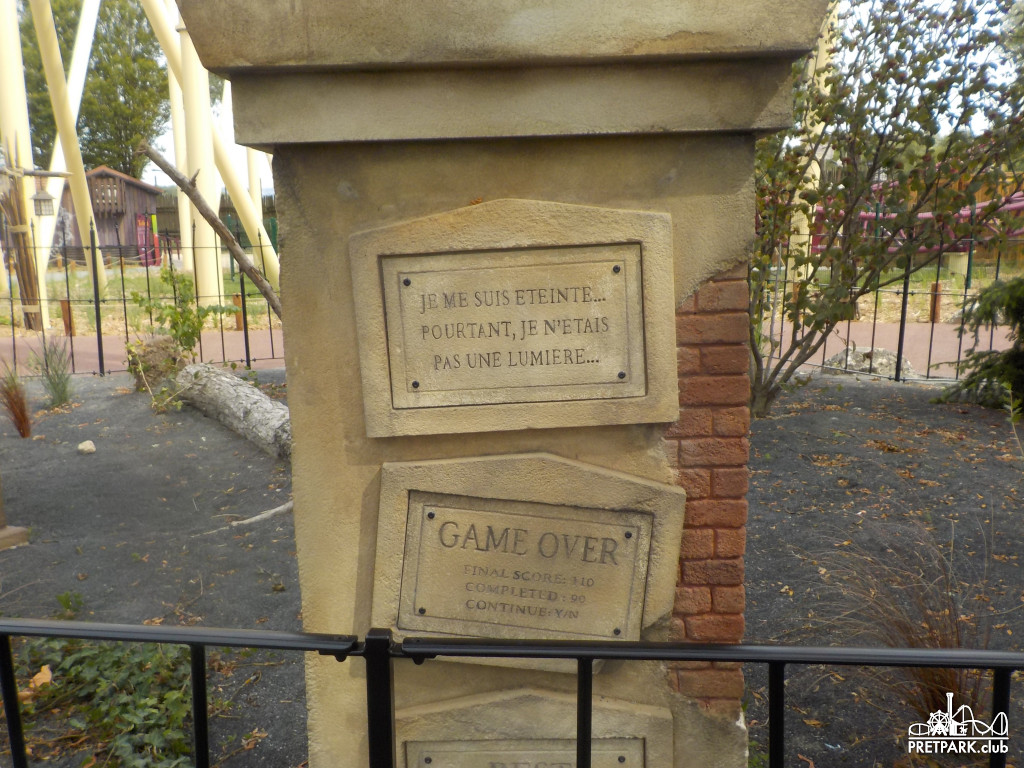 JE ME SUIS ETEINTE...
POURTANT, JE N'ETAIS
PAS UNE LUMIERE...
GAME OVER
FINAL SCORE: 110
COMPLETED : 90
CONTINUE: Y/N
PRETPARK.club